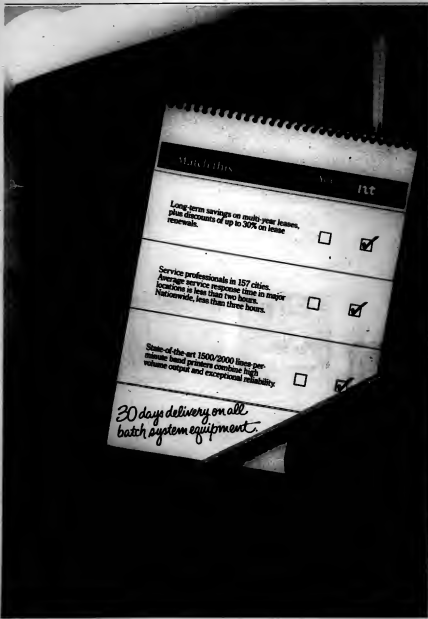 Match this
nt
Long-term savings on multi-year leases,
plus discounts of up to 30% on lease
renewals.
Service professionals in 157 cities.
Average service response time in major
locations is less than two hours.
Nationwide, less than three hours.
State-of-the-art 1500/2000 lines-per-
minute band printers combine high
volume output and exceptional reliability.
30 days delivery on all
batch system equipment.